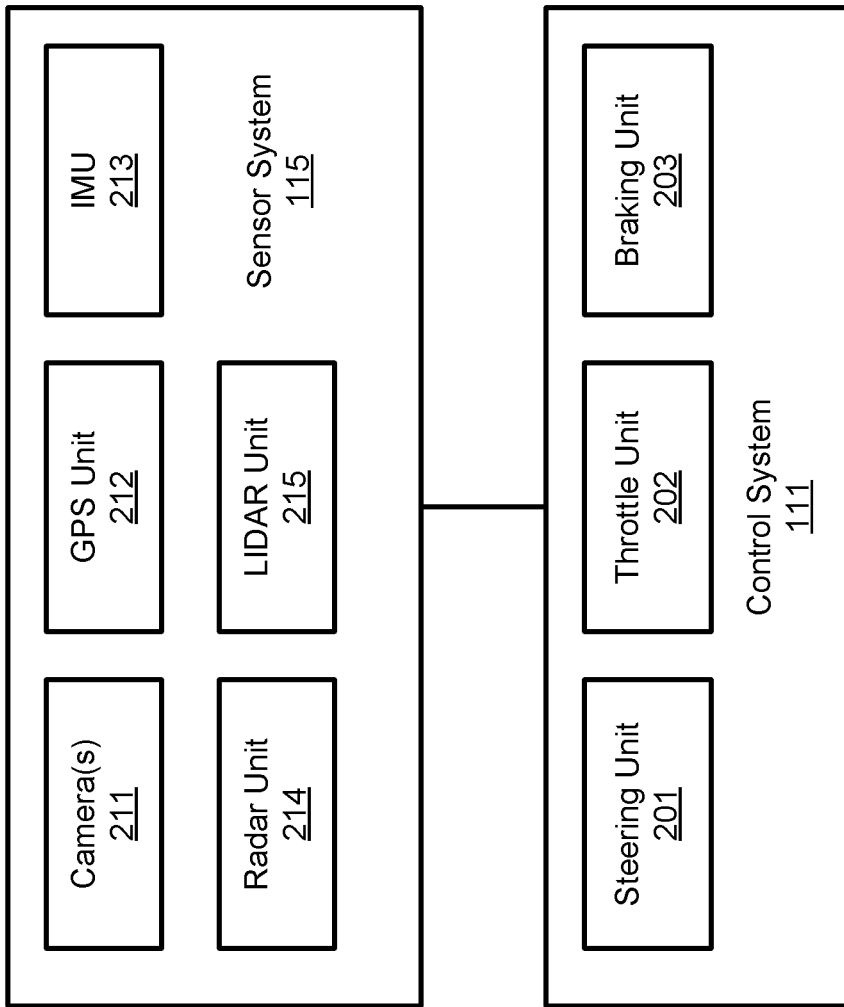 Camera(s)
211
GPS Unit
212
IMU
213
Radar Unit
214
LIDAR Unit
215
Sensor System
115
Steering Unit
201
Throttle Unit
202
Braking Unit
203
Control System
111